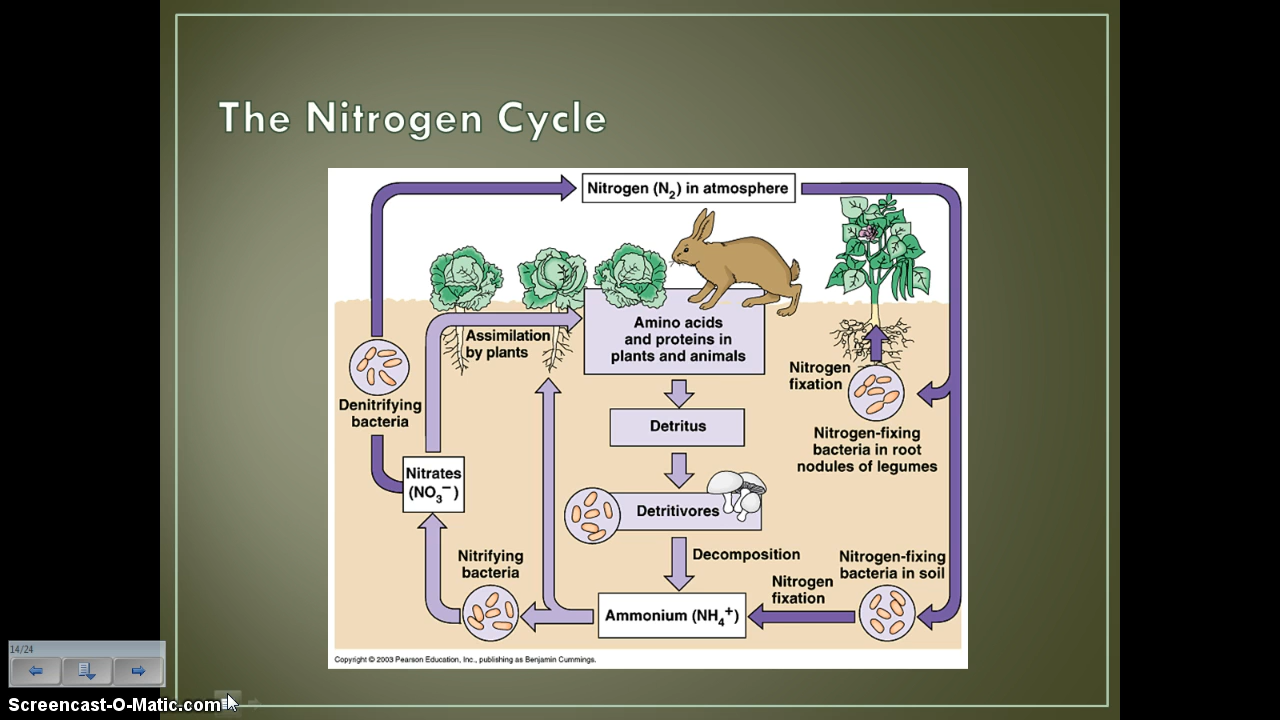 The Nitrogen Cycle
Nitrogen (N₂) in atmosphere
Assimilation
by plants
Amino acids
and proteins in
plants and animals
Nitrogen
fixation
Denitrifying
bacteria
Detritus
Nitrogen-fixing
bacteria in root
nodules of legumes
Nitrates
(NO₃⁻)
Detritivores
Decomposition
Nitrifying
bacteria
Nitrogen-fixing
bacteria in soil
Nitrogen
fixation
Ammonium (NH₄⁺)
Copyright © 2003 Pearson Education, Inc., publishing as Benjamin Cummings.
14/24
Screencast-O-Matic.com